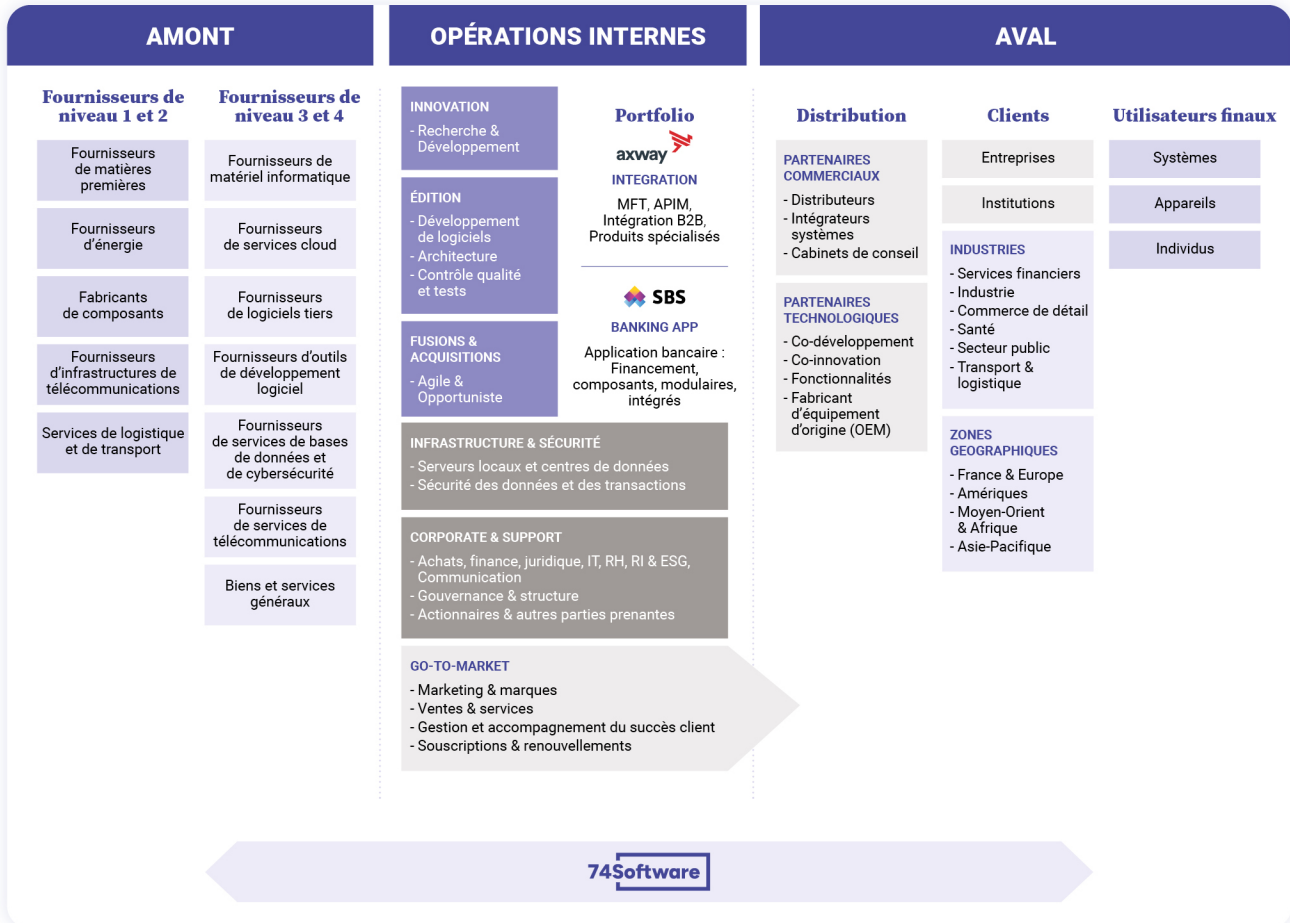 AMONT
Fournisseurs de
niveau 1 et 2
Fournisseurs
de matières
premières
Fournisseurs
d'énergie
Fabricants
de composants
Fournisseurs
d'infrastructures de
télécommunications
Services de logistique
et de transport
Fournisseurs de
niveau 3 et 4
Fournisseurs de
matériel informatique
Fournisseurs
de services cloud
Fournisseurs
de logiciels tiers
Fournisseurs d'outils
de développement
logiciel
Fournisseurs
de services de bases
de données et
de cybersécurité
Fournisseurs
de services de
télécommunications
Biens et services
généraux
OPÉRATIONS INTERNES
INNOVATION
- Recherche &
Développement
ÉDITION
- Développement
de logiciels
- Architecture
- Contrôle qualité
et tests
FUSIONS &
ACQUISITIONS
- Agile &
Opportuniste
Portfolio
axway
INTEGRATION
MFT, APIM,
Intégration B2B,
Produits spécialisés
SBS
BANKING APP
Application bancaire :
Financement,
composants, modulaires,
intégrés
INFRASTRUCTURE & SÉCURITÉ
- Serveurs locaux et centres de données
- Sécurité des données et des transactions
CORPORATE & SUPPORT
- Achats, finance, juridique, IT, RH, RI & ESG,
Communication
- Gouvernance & structure
- Actionnaires & autres parties prenantes
GO-TO-MARKET
- Marketing & marques
- Ventes & services
- Gestion et accompagnement du succès client
- Souscriptions & renouvellements
AVAL
Distribution
PARTENAIRES
COMMERCIAUX
- Distributeurs
- Intégrateurs
systèmes
- Cabinets de conseil
PARTENAIRES
TECHNOLOGIQUES
- Co-développement
- Co-innovation
- Fonctionnalités
- Fabricant
d'équipement
d'origine (OEM)
Clients
Entreprises
Institutions
INDUSTRIES
- Services financiers
- Industrie
- Commerce de détail
- Santé
- Secteur public
- Transport &
logistique
ZONES
GEOGRAPHIQUES
- France & Europe
- Amériques
- Moyen-Orient
& Afrique
- Asie-Pacifique
Utilisateurs finaux
Systèmes
Appareils
Individus
74Software